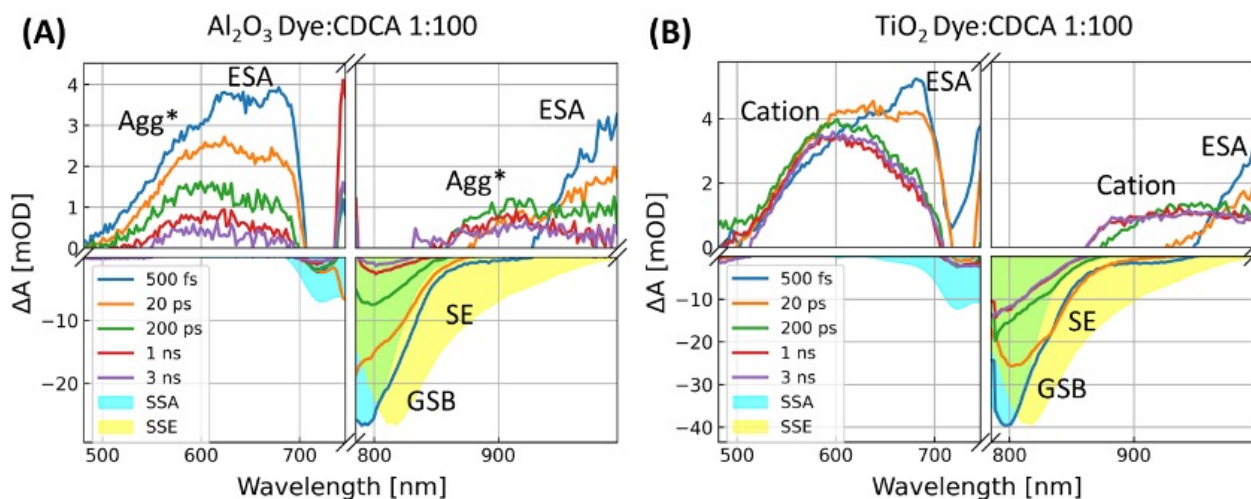 (A)
Al₂O₃ Dye:CDCA 1:100
ESA
Agg*
ESA
Agg*
4
3
2
1
0
ΔA [mOD]
−10
−20
500 fs
20 ps
200 ps
1 ns
3 ns
SSA
SSE
SE
GSB
500
600
700
800
900
Wavelength [nm]
(B)
TiO₂ Dye:CDCA 1:100
ESA
Cation
ESA
Cation
4
2
0
ΔA [mOD]
−10
−20
−30
−40
500 fs
20 ps
200 ps
1 ns
3 ns
SSA
SSE
SE
GSB
500
600
700
800
900
Wavelength [nm]